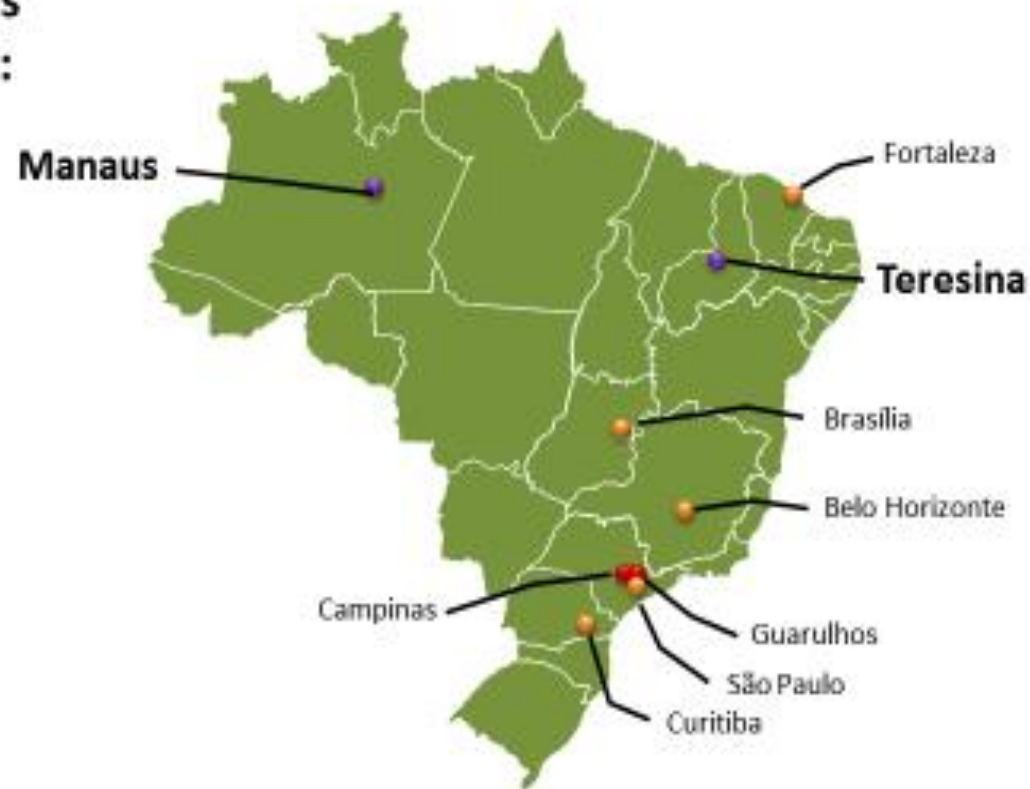 s
:
Manaus
Fortaleza
Teresina
Brasília
Belo Horizonte
Campinas
Guarulhos
São Paulo
Curitiba